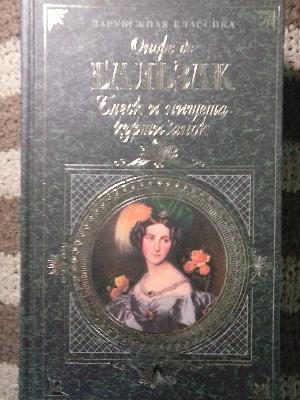 ЗАРУБЕЖНАЯ КЛАССИКА
Оноре де
БАЛЬЗАК
Блеск и нищета
куртизанок